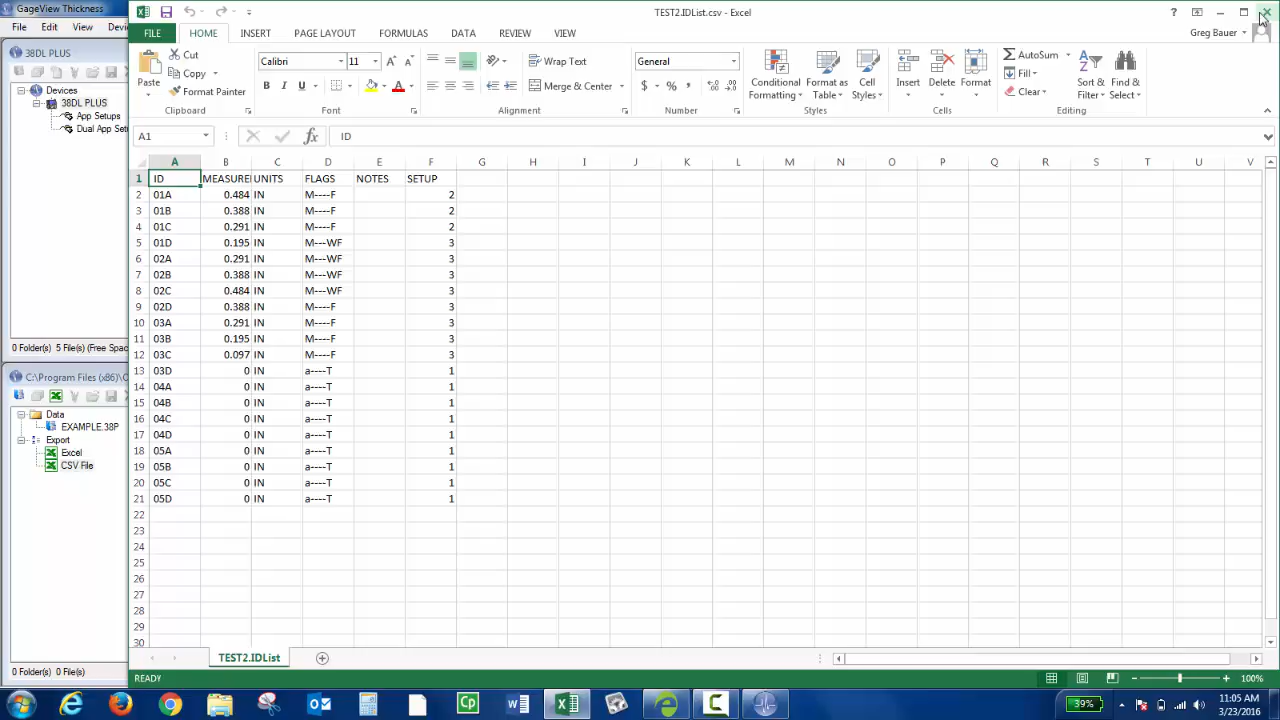 GageView Thickness
File Edit View Devi
38DL PLUS
Devices
38DL PLUS
App Setups
Dual App Setu
0 Folder(s) 5 File(s) (Free Spac
C:\Program Files (x86)\O
Data
EXAMPLE.38P
Export
Excel
CSV File
0 Folder(s) 0 File(s)
TEST2.IDList.csv - Excel
?
FILE HOME INSERT PAGE LAYOUT FORMULAS DATA REVIEW VIEW Greg Bauer
Paste Cut Copy Format Painter Clipboard
Calibri 11 A A B I U A Font
Wrap Text Merge & Center Alignment
General $ % , Number
Conditional Formatting Format as Table Cell Styles Styles
Insert Delete Format Cells
AutoSum Fill Clear Sort & Filter Find & Select Editing
A1 fx ID
A B C D E F G H I J K L M N O P Q R S T U V
1 ID MEASUREI UNITS FLAGS NOTES SETUP
2 01A 0.484 IN M----F 2
3 01B 0.388 IN M----F 2
4 01C 0.291 IN M----F 2
5 01D 0.195 IN M---WF 3
6 02A 0.291 IN M---WF 3
7 02B 0.388 IN M---WF 3
8 02C 0.484 IN M---WF 3
9 02D 0.388 IN M----F 3
10 03A 0.291 IN M----F 3
11 03B 0.195 IN M----F 3
12 03C 0.097 IN M----F 3
13 03D 0 IN a----T 1
14 04A 0 IN a----T 1
15 04B 0 IN a----T 1
16 04C 0 IN a----T 1
17 04D 0 IN a----T 1
18 05A 0 IN a----T 1
19 05B 0 IN a----T 1
20 05C 0 IN a----T 1
21 05D 0 IN a----T 1
22
23
24
25
26
27
28
29
30
TEST2.IDList
READY 100%
39% 11:05 AM
3/23/2016